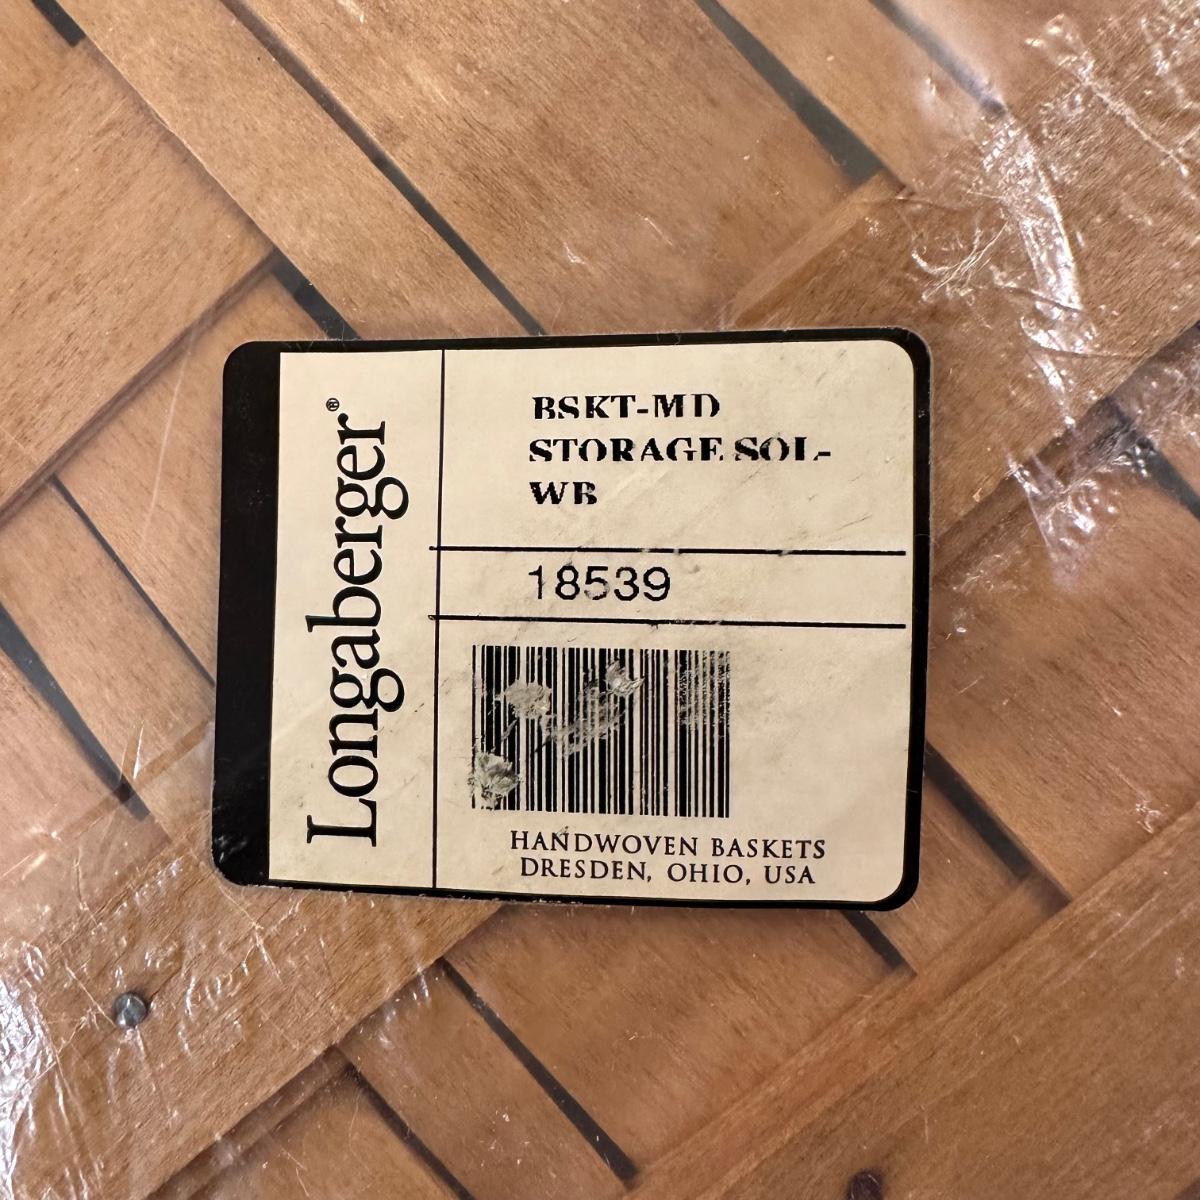 Longaberger®
BSKT-MD
STORAGE SOL-
WB
18539
HANDWOVEN BASKETS
DRESDEN, OHIO, USA